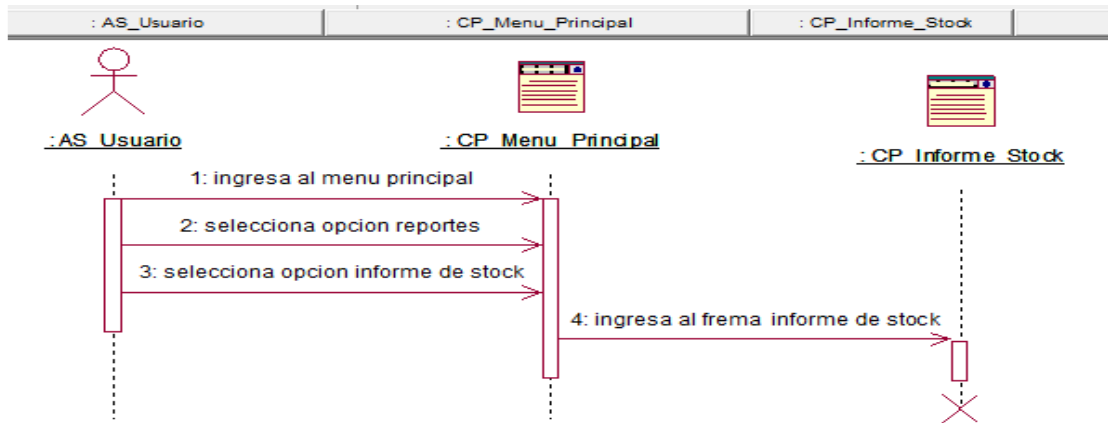 : AS_Usuario
: CP_Menu_Principal
: CP_Informe_Stock
: AS_Usuario
: CP_Menu_Principal
: CP_Informe_Stock
1: ingresa al menu principal
2: selecciona opcion reportes
3: selecciona opcion informe de stock
4: ingresa al frema informe de stock